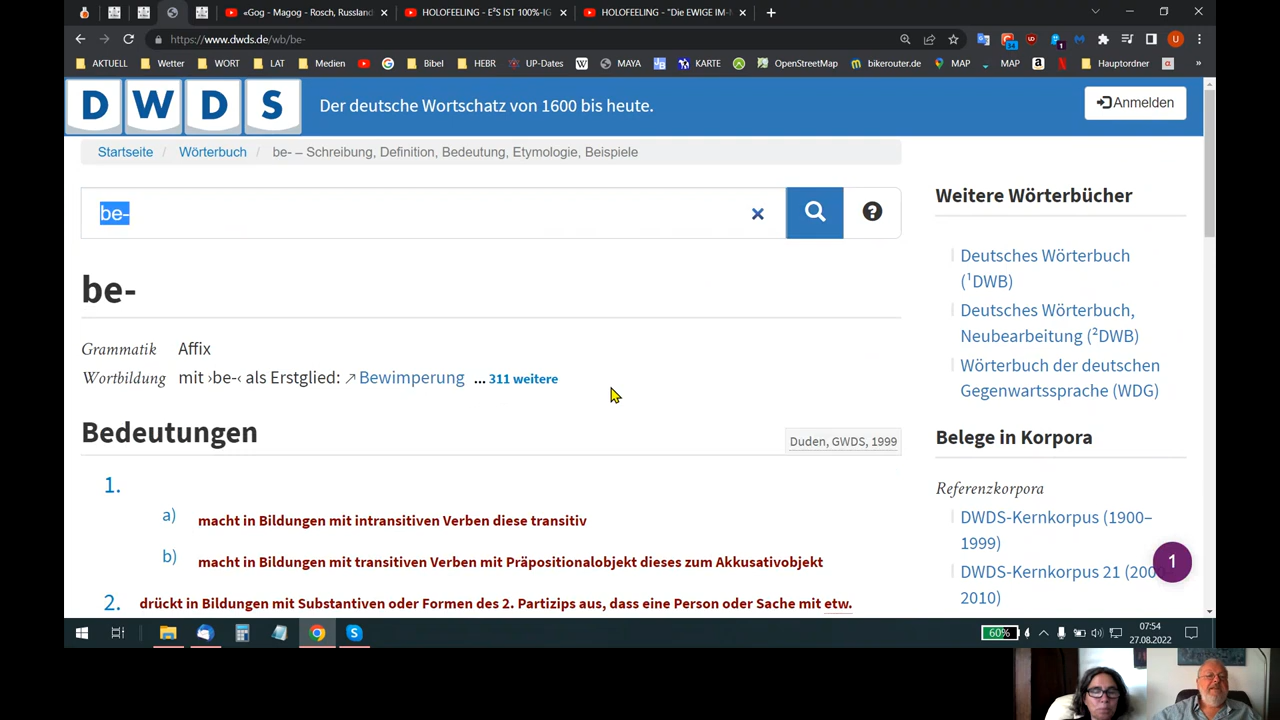 «Gog - Magog - Rosch, Russland
HOLOFEELING - E²S IST 100%-IG
HOLOFEELING - "Die EWIGE IM-M
https://www.dwds.de/wb/be-
AKTUELL
Wetter
WORT
LAT
Medien
Bibel
HEBR
UP-Dates
MAYA
KARTE
OpenStreetMap
bikerouter.de
MAP
MAP
Hauptordner
DWDS
Der deutsche Wortschatz von 1600 bis heute.
Anmelden
Startseite / Wörterbuch / be- – Schreibung, Definition, Bedeutung, Etymologie, Beispiele
be-
be-
Grammatik Affix
Wortbildung mit ›be-‹ als Erstglied: ↗Bewimperung ... 311 weitere
Bedeutungen
Duden, GWDS, 1999
1.
a) macht in Bildungen mit intransitiven Verben diese transitiv
b) macht in Bildungen mit transitiven Verben mit Präpositionalobjekt dieses zum Akkusativobjekt
2. drückt in Bildungen mit Substantiven oder Formen des 2. Partizips aus, dass eine Person oder Sache mit etw.
Weitere Wörterbücher
Deutsches Wörterbuch
(¹DWB)
Deutsches Wörterbuch,
Neubearbeitung (²DWB)
Wörterbuch der deutschen
Gegenwartssprache (WDG)
Belege in Korpora
Referenzkorpora
DWDS-Kernkorpus (1900–
1999)
DWDS-Kernkorpus 21 (200
2010)
1
60%
07:54
27.08.2022